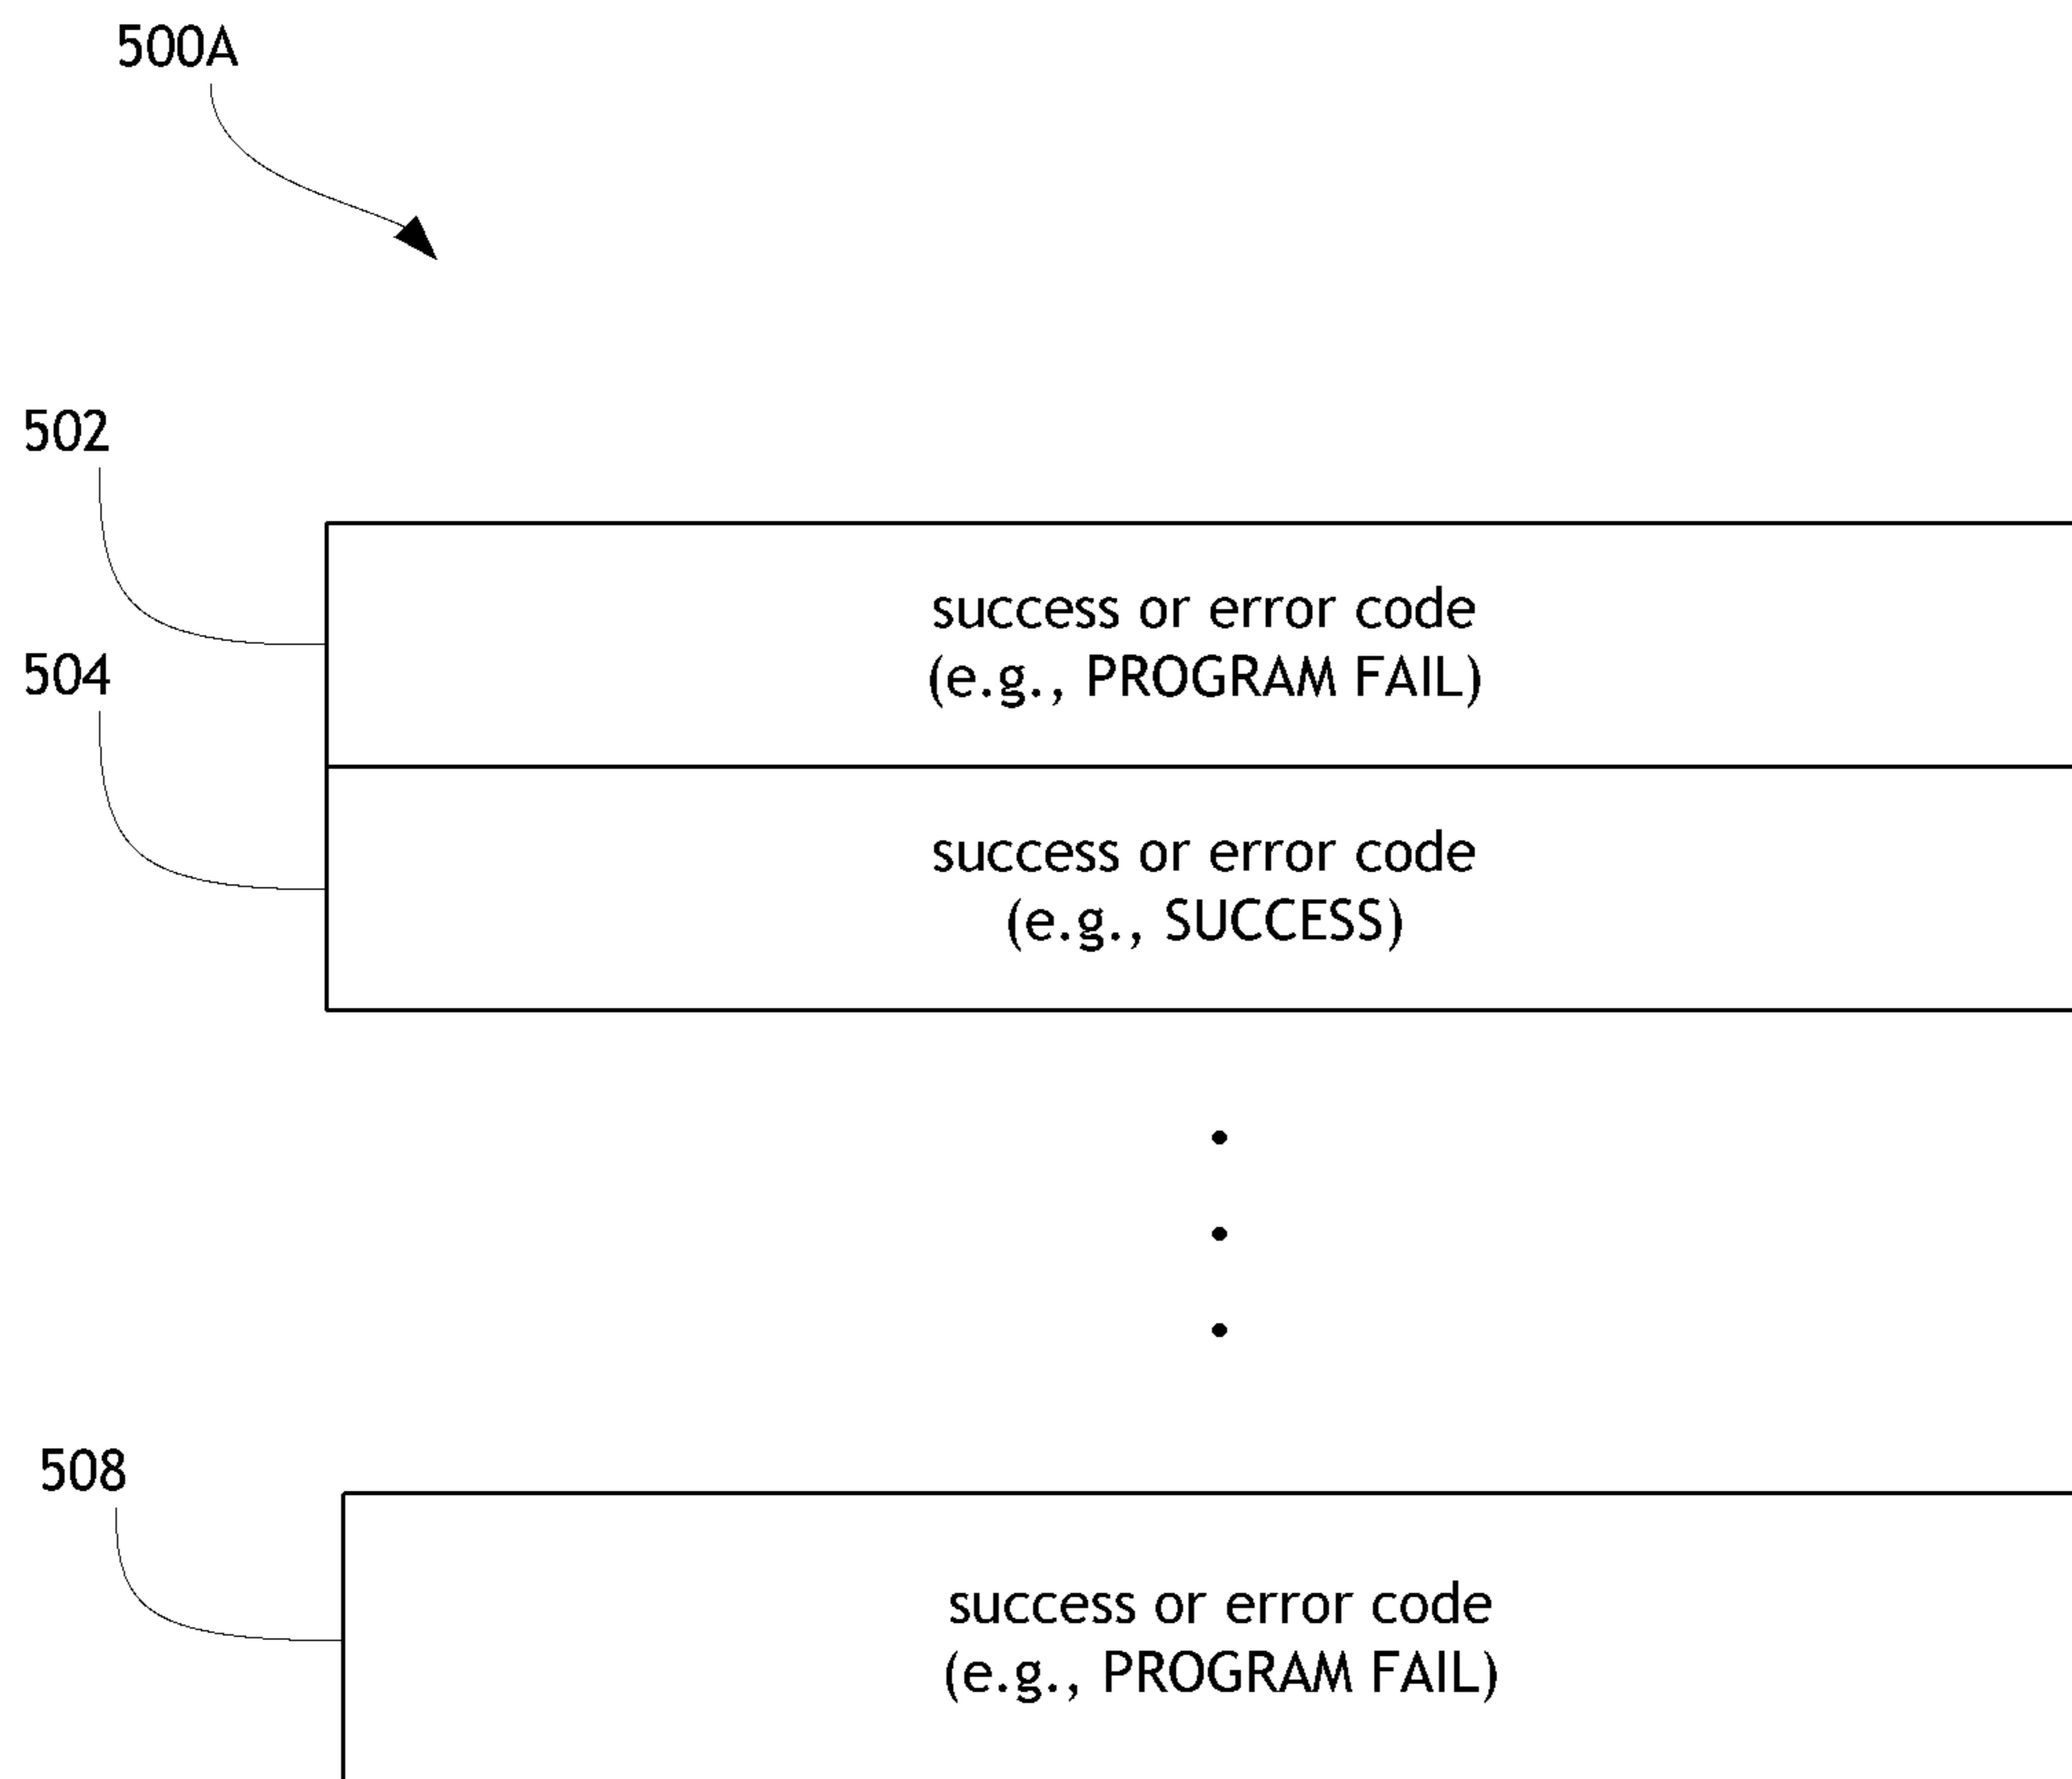 500A
502
success or error code
(e.g., PROGRAM FAIL)
504
success or error code
(e.g., SUCCESS)
508
success or error code
(e.g., PROGRAM FAIL)